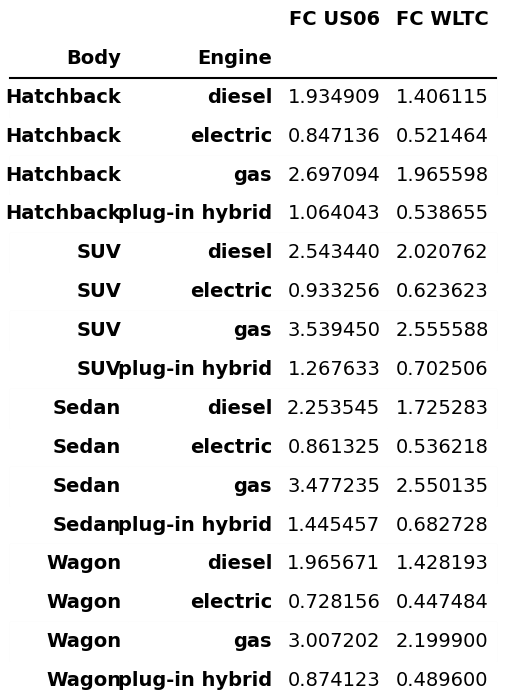 FC US06 FC WLTC
Body Engine
Hatchback diesel 1.934909 1.406115
Hatchback electric 0.847136 0.521464
Hatchback gas 2.697094 1.965598
Hatchback plug-in hybrid 1.064043 0.538655
SUV diesel 2.543440 2.020762
SUV electric 0.933256 0.623623
SUV gas 3.539450 2.555588
SUV plug-in hybrid 1.267633 0.702506
Sedan diesel 2.253545 1.725283
Sedan electric 0.861325 0.536218
Sedan gas 3.477235 2.550135
Sedan plug-in hybrid 1.445457 0.682728
Wagon diesel 1.965671 1.428193
Wagon electric 0.728156 0.447484
Wagon gas 3.007202 2.199900
Wagon plug-in hybrid 0.874123 0.489600